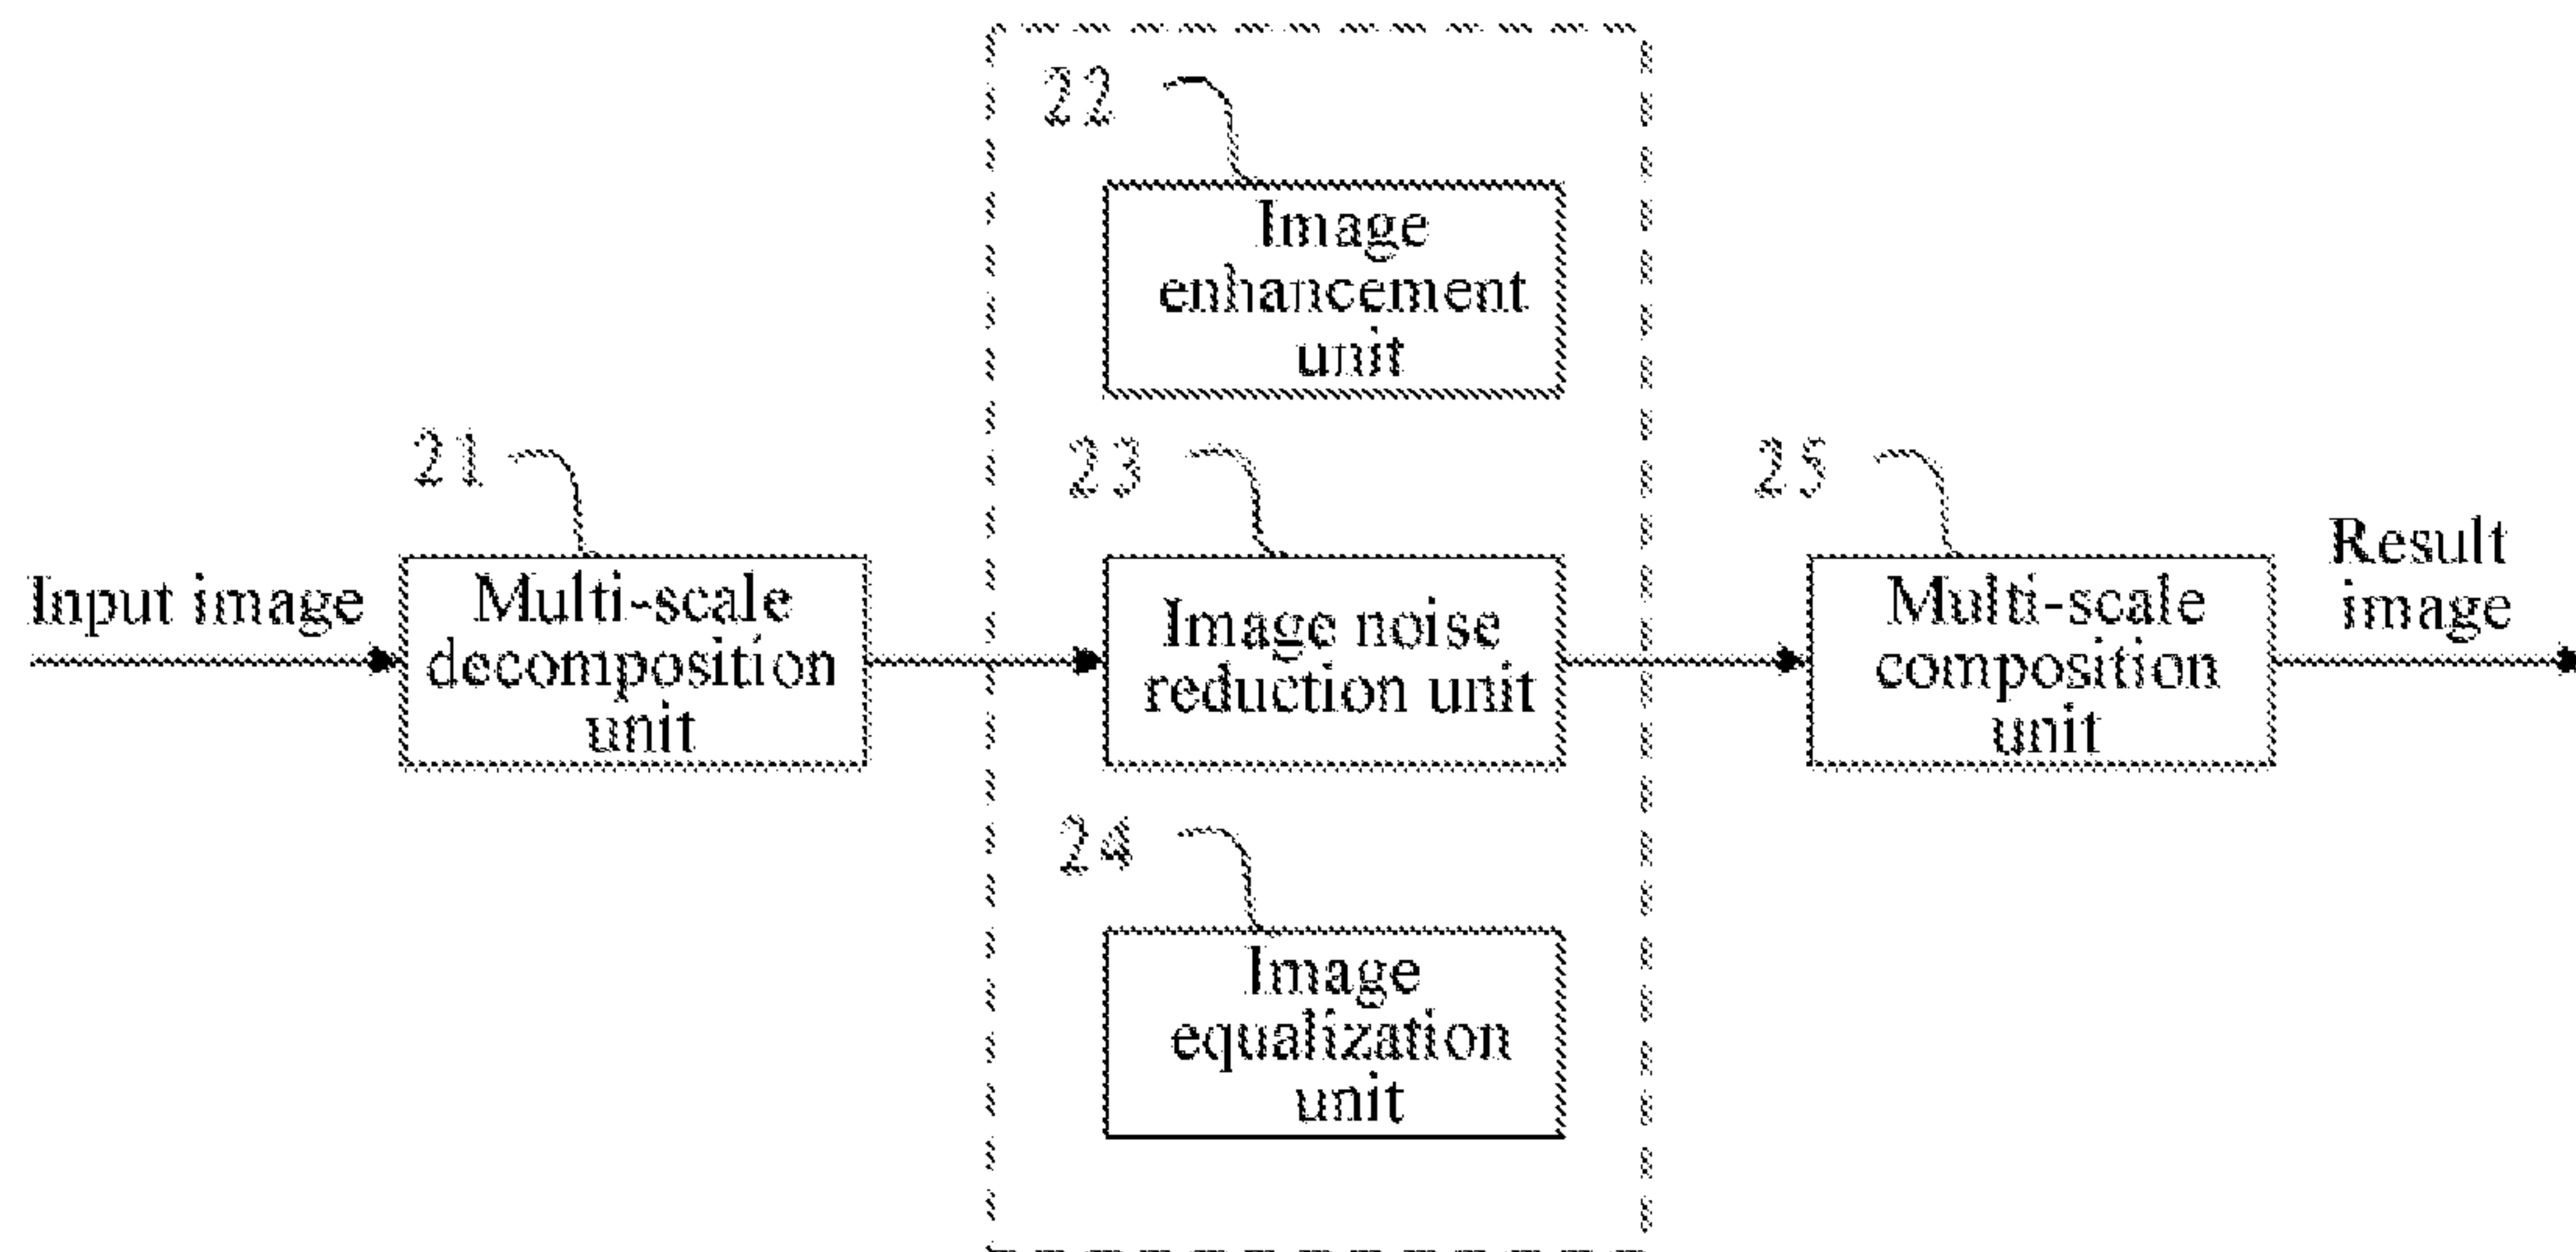 22
Image
enhancement
unit
21
23
25
Input image
Multi-scale
decomposition
unit
Image noise
reduction unit
Multi-scale
composition
unit
Result
image
24
Image
equalization
unit